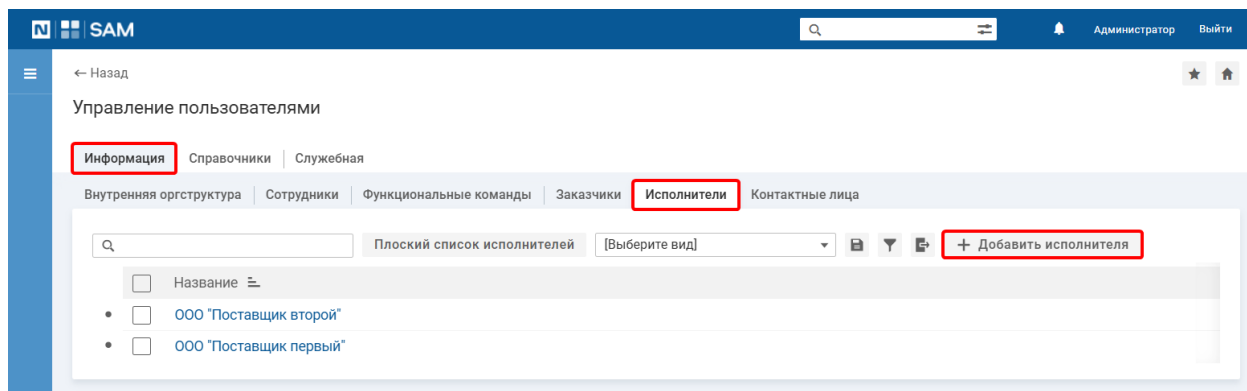 N SAM Администратор Выйти
← Назад
Управление пользователями
Информация Справочники Служебная
Внутренняя оргструктура Сотрудники Функциональные команды Заказчики Исполнители Контактные лица
Плоский список исполнителей [Выберите вид] + Добавить исполнителя
Название
ООО "Поставщик второй"
ООО "Поставщик первый"